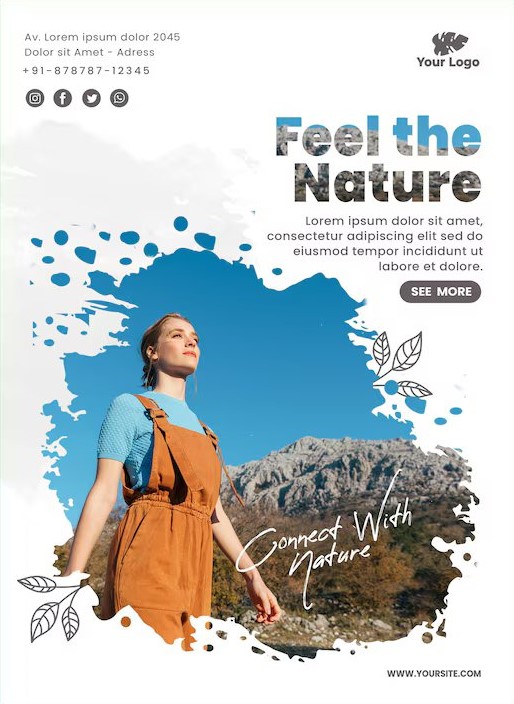 Av. Lorem ipsum dolor 2045
Dolor sit Amet - Adress
+91-878787-12345
Your Logo
Feel the
Nature
Lorem ipsum dolor sit amet,
consectetur adipiscing elit sed do
eiusmod tempor incididunt ut
labore et dolore.
SEE MORE
Connect With
Nature
WWW.YOURSITE.COM